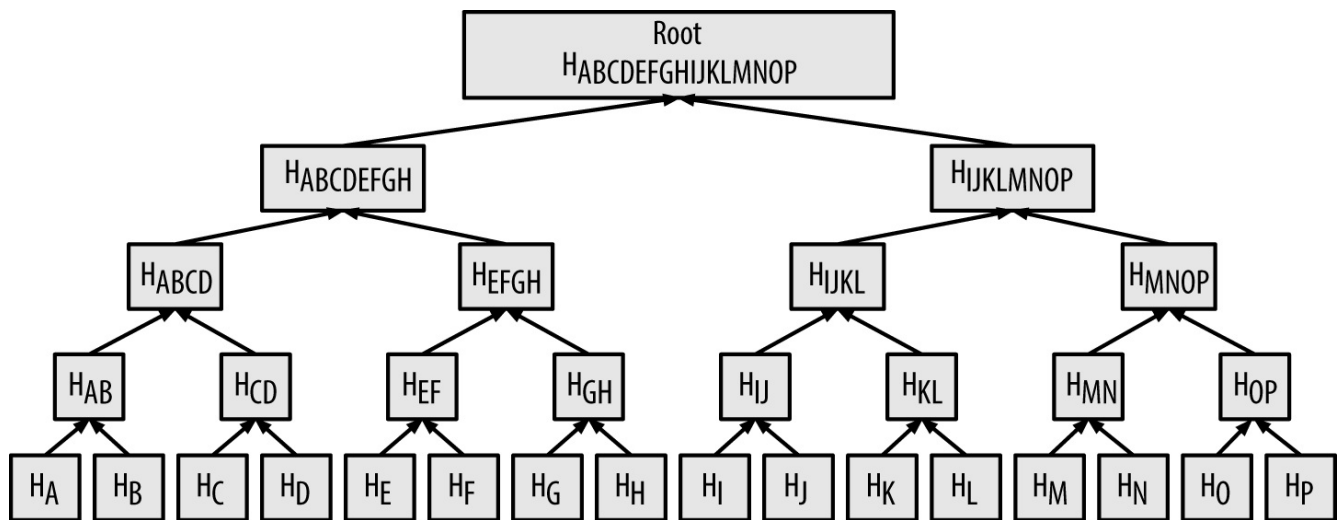 Root
HABCDEFGHIJKLMNOP
HABCDEFGH
HIJKLMNOP
HABCD
HEFGH
HIJKL
HMNOP
HAB
HCD
HEF
HGH
HIJ
HKL
HMN
HOP
HA
HB
HC
HD
HE
HF
HG
HH
HI
HJ
HK
HL
HM
HN
HO
HP